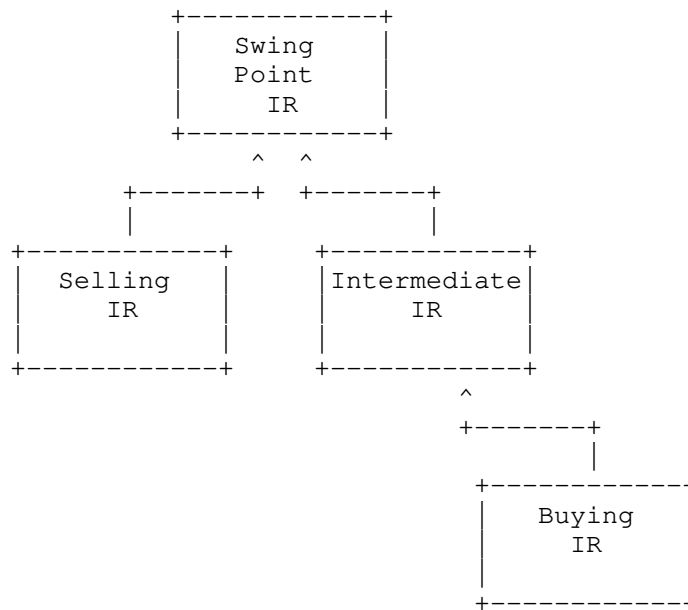 Swing
Point
IR
Selling
IR
Intermediate
IR
Buying
IR